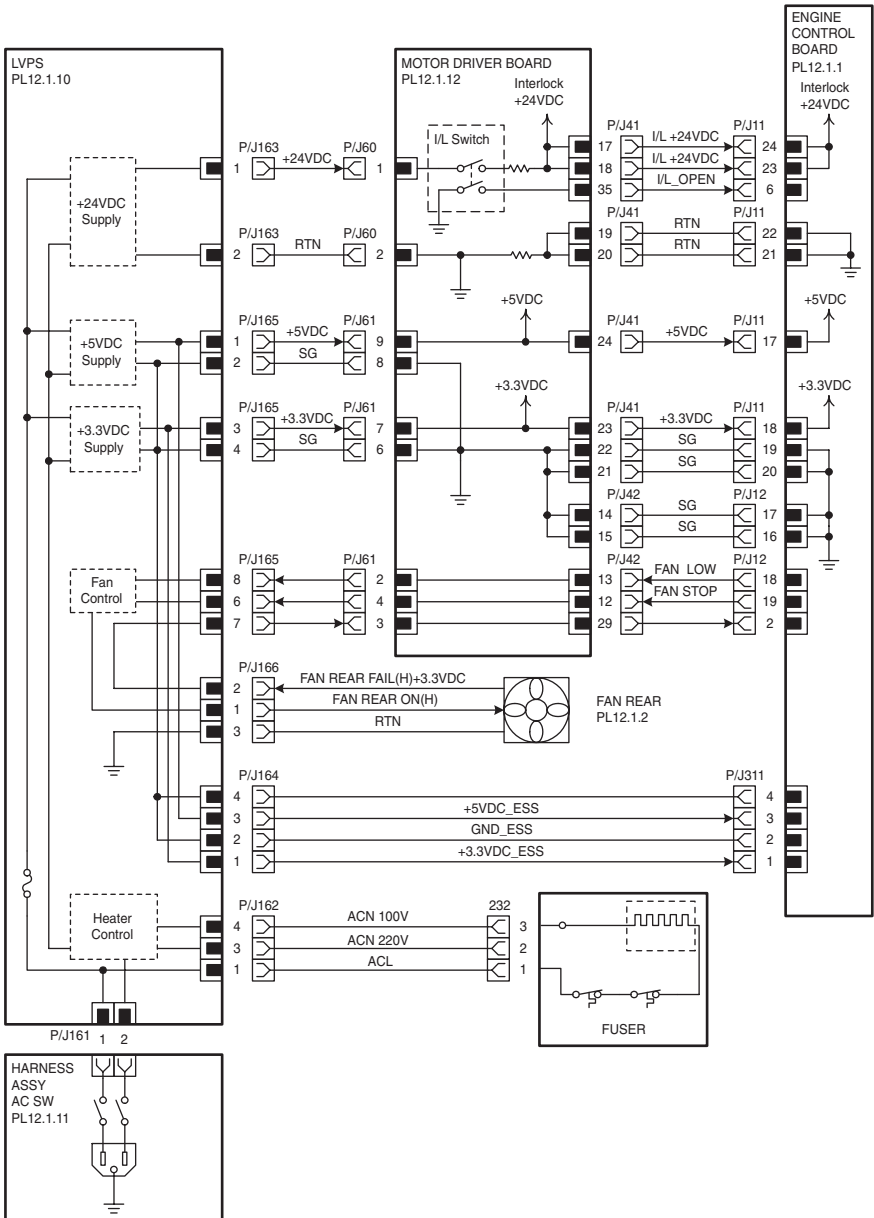 ENGINE
CONTROL
BOARD
PL12.1.1
Interlock
+24VDC
LVPS
PL12.1.10
MOTOR DRIVER BOARD
PL12.1.12
Interlock
+24VDC
I/L Switch
P/J163 P/J60 P/J41 P/J11
+24VDC
Supply
1 +24VDC 1
17 I/L +24VDC 24
18 I/L +24VDC 23
35 I/L_OPEN 6
P/J163 P/J60 P/J41 P/J11
2 RTN 2
19 RTN 22
20 RTN 21
+5VDC +5VDC
P/J165 P/J61 P/J41 P/J11
+5VDC
Supply
1 +5VDC 9 24 +5VDC 17
2 SG 8
+3.3VDC +3.3VDC
P/J165 P/J61 P/J41 P/J11
+3.3VDC
Supply
3 +3.3VDC 7 23 +3.3VDC 18
4 SG 6 22 SG 19
21 SG 20
P/J42 P/J12
14 SG 17
15 SG 16
P/J165 P/J61 P/J42 P/J12
Fan
Control
8 2 13 FAN LOW 18
6 4 12 FAN STOP 19
7 3 29 2
P/J166
2 FAN REAR FAIL(H)+3.3VDC
1 FAN REAR ON(H)
3 RTN
FAN REAR
PL12.1.2
P/J164 P/J311
4 4
3 +5VDC_ESS 3
2 GND_ESS 2
1 +3.3VDC_ESS 1
Heater
Control
P/J162 232
4 ACN 100V 3
3 ACN 220V 2
1 ACL 1
FUSER
P/J161 1 2
HARNESS
ASSY
AC SW
PL12.1.11